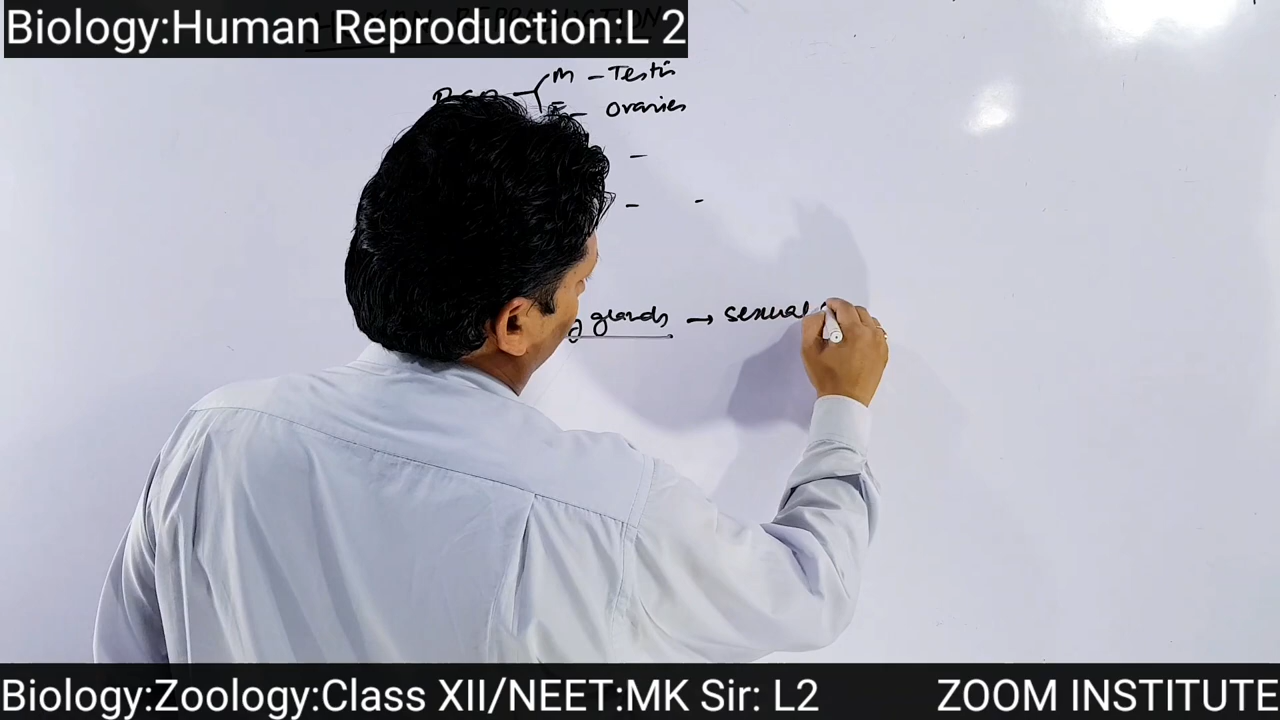 Biology:Human Reproduction:L 2
M - Testis
F - Ovaries
-
- -
glands → sexual
Biology:Zoology:Class XII/NEET:MK Sir: L2
ZOOM INSTITUTE